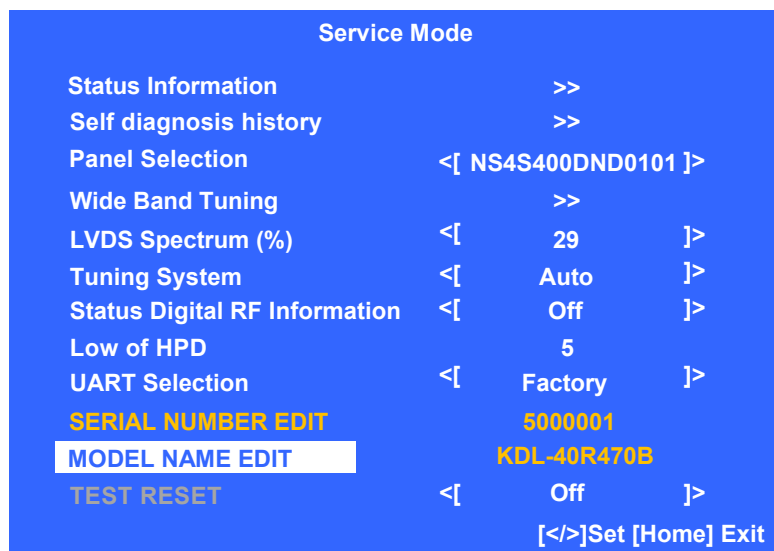 Service Mode
Status Information >>
Self diagnosis history >>
Panel Selection <[ NS4S400DND0101 ]>
Wide Band Tuning >>
LVDS Spectrum (%) <[ 29 ]>
Tuning System <[ Auto ]>
Status Digital RF Information <[ Off ]>
Low of HPD 5
UART Selection <[ Factory ]>
SERIAL NUMBER EDIT 5000001
MODEL NAME EDIT KDL-40R470B
TEST RESET <[ Off ]>
[</>]Set [Home] Exit